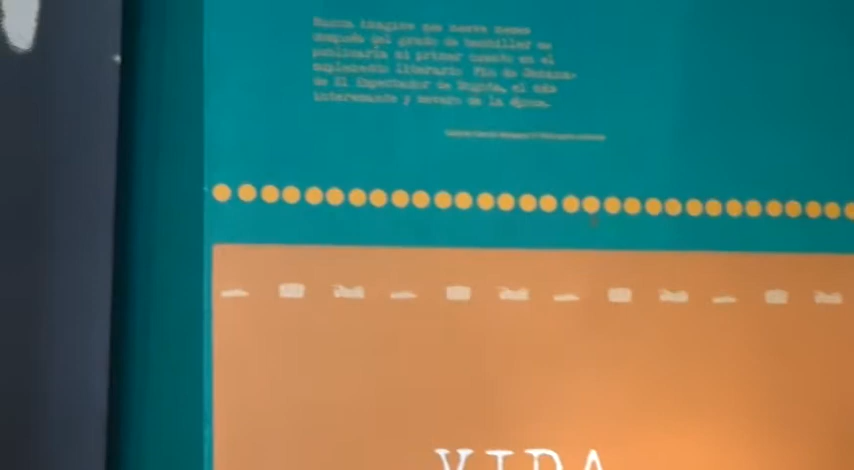 Nunca imaginé que nueve meses
después del grado de bachiller se
publicaría mi primer cuento en el
suplemento literario Fin de Semana-
de El Espectador de Bogotá, el más
interesante y severo de la época.
VIDA